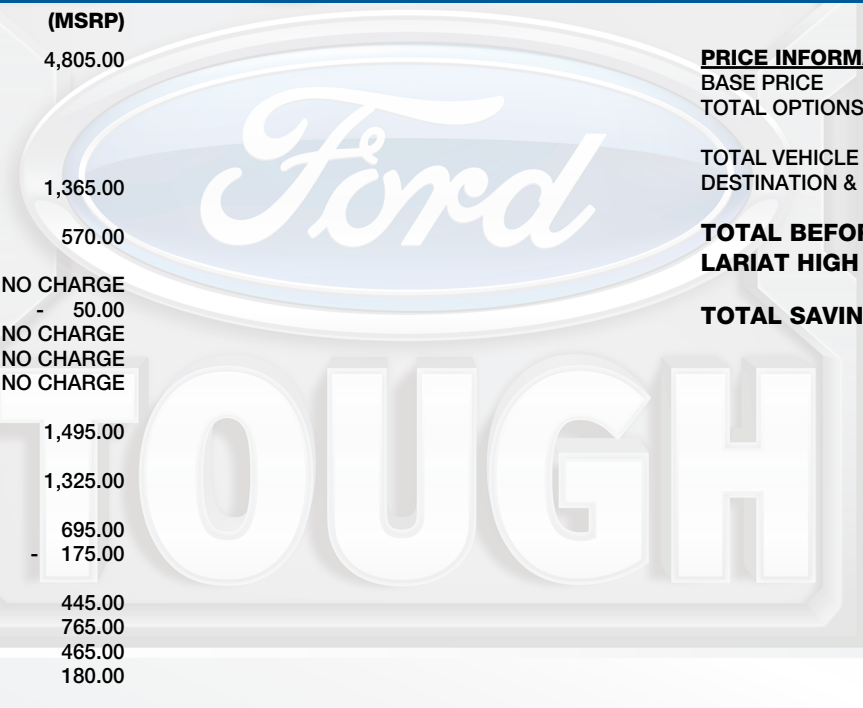 (MSRP)
4,805.00
1,365.00
570.00
NO CHARGE
- 50.00
NO CHARGE
NO CHARGE
NO CHARGE
1,495.00
1,325.00
695.00
- 175.00
445.00
765.00
465.00
180.00
PRICE INFORM
BASE PRICE
TOTAL OPTIONS
TOTAL VEHICLE
DESTINATION &
TOTAL BEFOR
LARIAT HIGH
TOTAL SAVIN
Ford
TOUGH